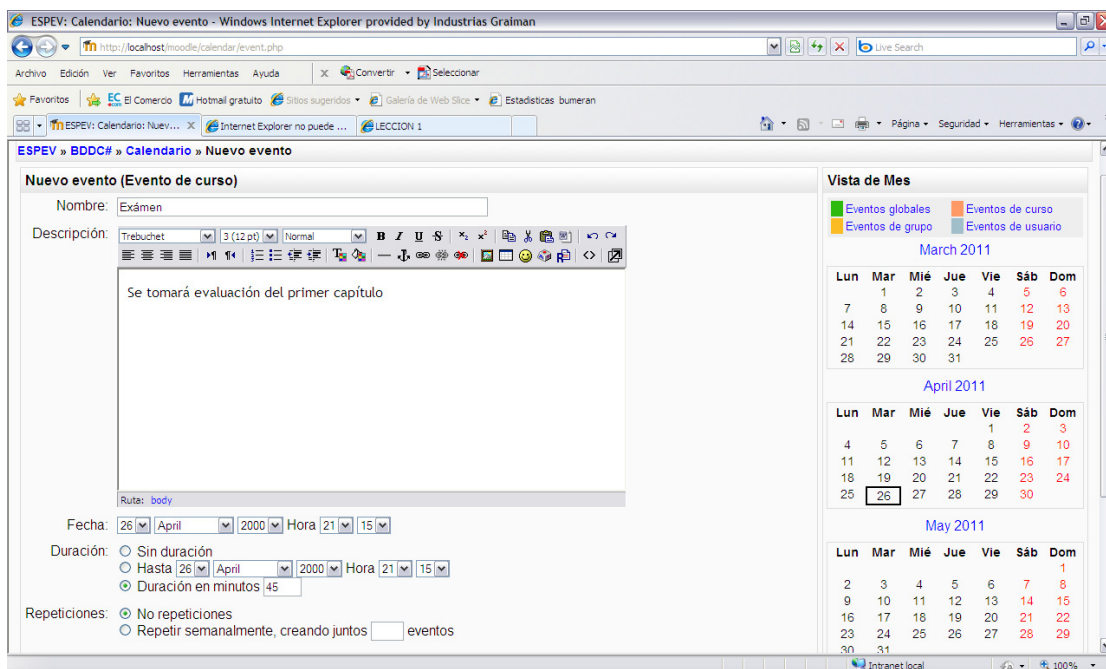 ESPEV: Calendario: Nuevo evento - Windows Internet Explorer provided by Industrias Graiman
http://localhost/moodle/calendar/event.php
Live Search
Archivo Edición Ver Favoritos Herramientas Ayuda x Convertir Seleccionar
Favoritos EC El Comercio Hotmail gratuito Sitios sugeridos Galería de Web Slice Estadisticas bumeran
ESPEV: Calendario: Nuev... X Internet Explorer no puede ... LECCION 1 Página Seguridad Herramientas
ESPEV » BDDC# » Calendario » Nuevo evento
Nuevo evento (Evento de curso)
Nombre: Exámen
Descripción: Trebuchet 3 (12 pt) Normal B I U S
Se tomará evaluación del primer capítulo
Ruta: body
Fecha: 26 April 2000 Hora 21 15
Duración: Sin duración
Hasta 26 April 2000 Hora 21 15
Duración en minutos 45
Repeticiones: No repeticiones
Repetir semanalmente, creando juntos eventos
Vista de Mes
Eventos globales Eventos de curso
Eventos de grupo Eventos de usuario
March 2011
Lun Mar Mié Jue Vie Sáb Dom
1 2 3 4 5 6
7 8 9 10 11 12 13
14 15 16 17 18 19 20
21 22 23 24 25 26 27
28 29 30 31
April 2011
Lun Mar Mié Jue Vie Sáb Dom
1 2 3
4 5 6 7 8 9 10
11 12 13 14 15 16 17
18 19 20 21 22 23 24
25 26 27 28 29 30
May 2011
Lun Mar Mié Jue Vie Sáb Dom
1
2 3 4 5 6 7 8
9 10 11 12 13 14 15
16 17 18 19 20 21 22
23 24 25 26 27 28 29
30 31
Intranet local 100%